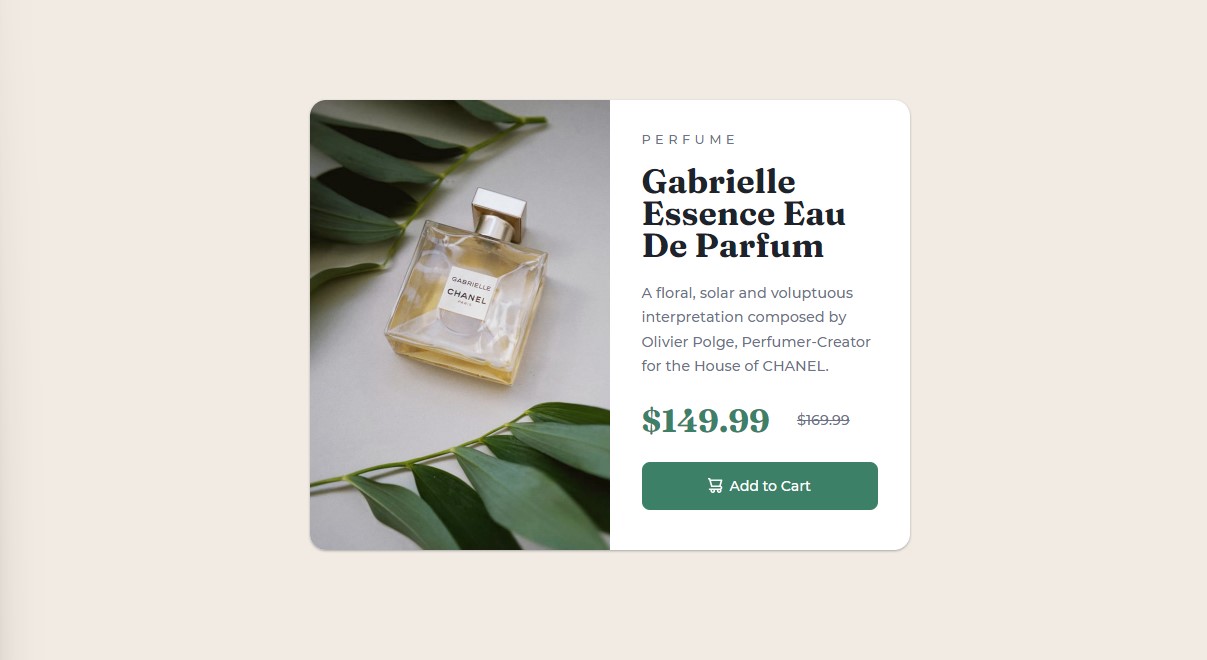 GABRIELLE
CHANEL
PARIS
PERFUME
Gabrielle
Essence Eau
De Parfum
A floral, solar and voluptuous
interpretation composed by
Olivier Polge, Perfumer-Creator
for the House of CHANEL.
$149.99 $169.99
Add to Cart